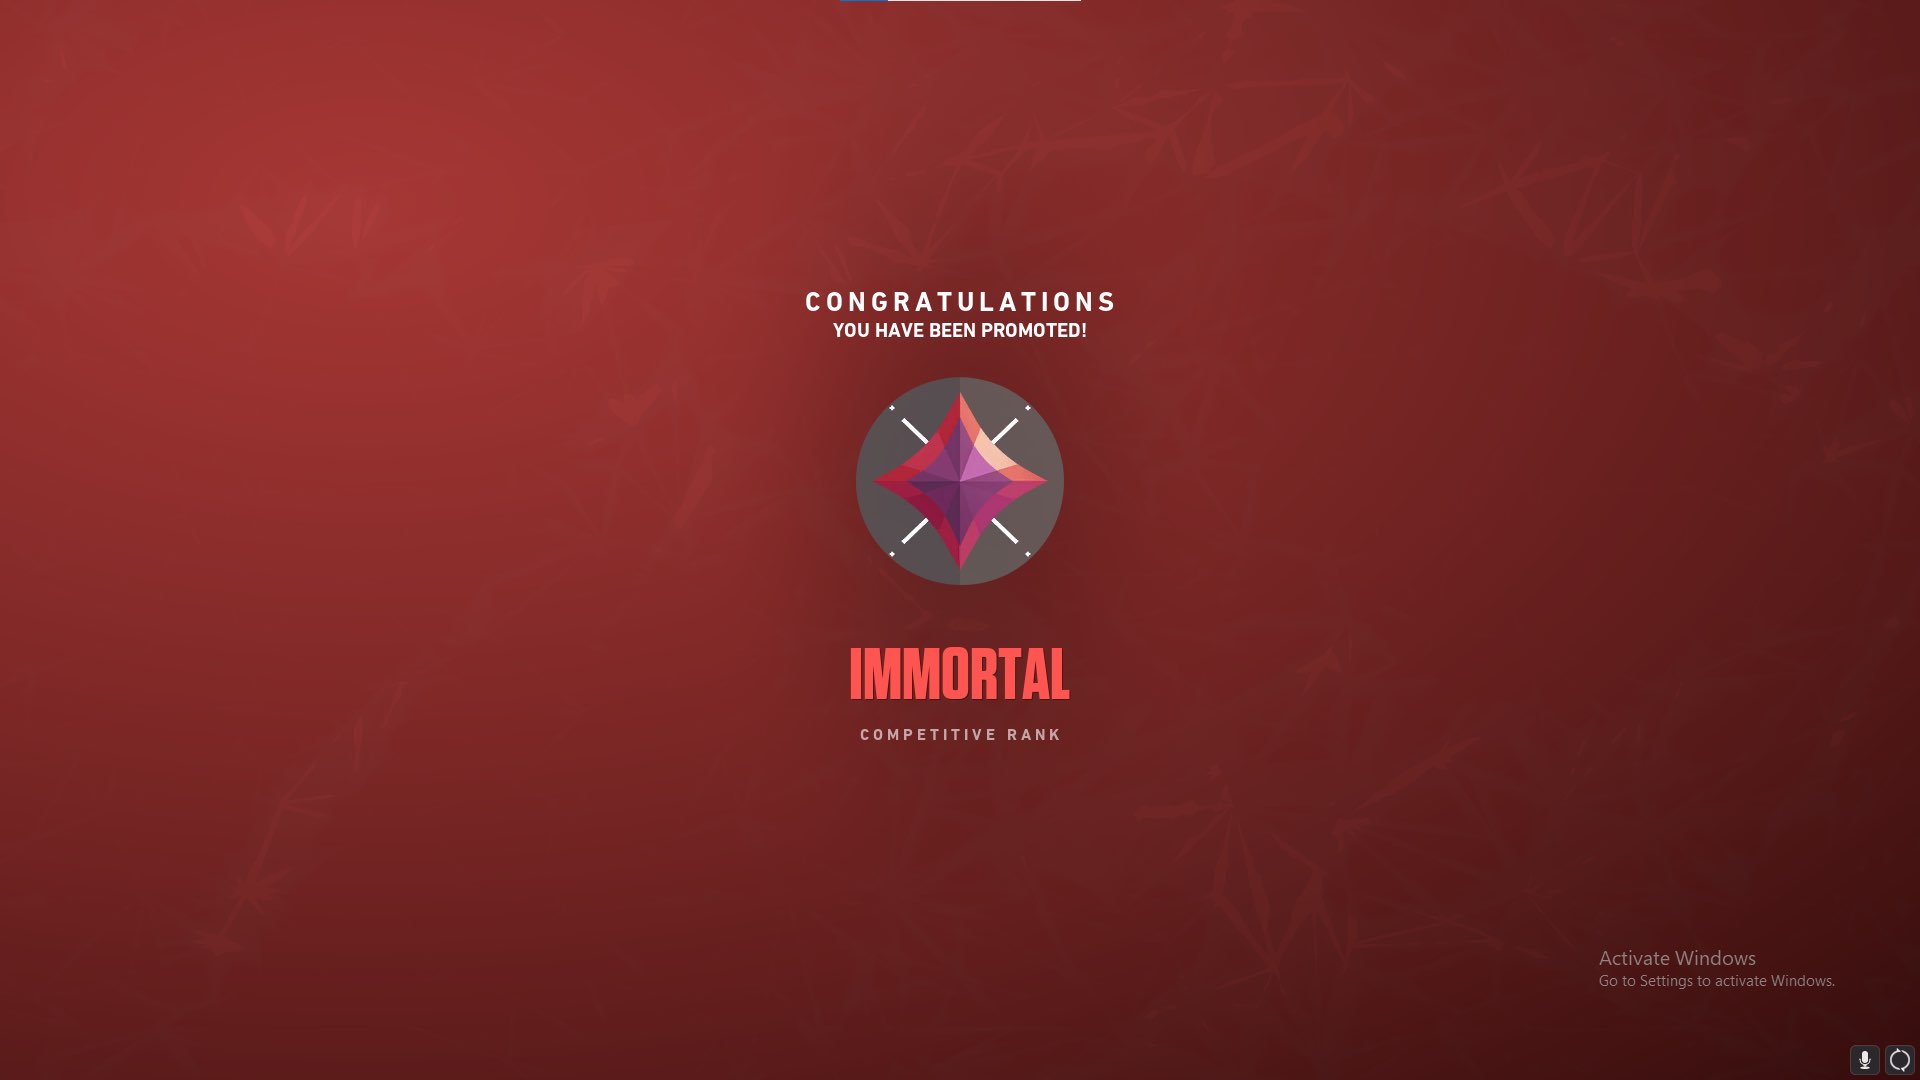 CONGRATULATIONS
YOU HAVE BEEN PROMOTED!
IMMORTAL
COMPETITIVE RANK
Activate Windows
Go to Settings to activate Windows.